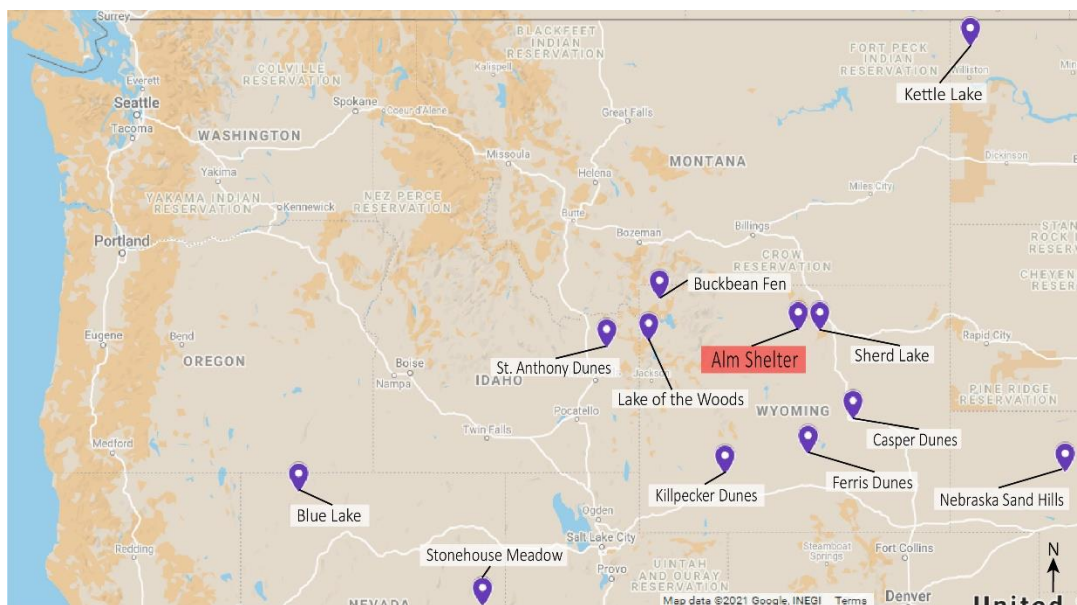 Surrey
Everett
Seattle
Tacoma
COLVILLE
RESERVATION
Spokane
Coeur d'Alene
WASHINGTON
Yakima
YAKAMA INDIAN
RESERVATION
Kennewick
NEZ PERCE
RESERVATION
Portland
BLACKFEET
INDIAN
RESERVATION
Kalispell
Great Falls
Missoula
Helena
Butte
Bozeman
Billings
MONTANA
Miles City
CROW
RESERVATION
FORT PECK
INDIAN
RESERVATION
Williston
Kettle Lake
Dickinson
Buckbean Fen
Eugene
Bend
OREGON
Boise
Nampa
St. Anthony Dunes
IDAHO
Jackson
Lake of the Woods
Alm Shelter
Sherd Lake
Rapid City
PINE RIDGE
RESERVATION
WYOMING
Casper Dunes
Pocatello
Twin Falls
Medford
Blue Lake
Killpecker Dunes
Ferris Dunes
Nebraska Sand Hills
Redding
Stonehouse Meadow
NEVADA
Ogden
Salt Lake City
Provo
UINTAH
AND OURAY
RESERVATION
Steamboat
Springs
Fort Collins
Denver
N
United
Map data ©2021 Google, INEGI Terms